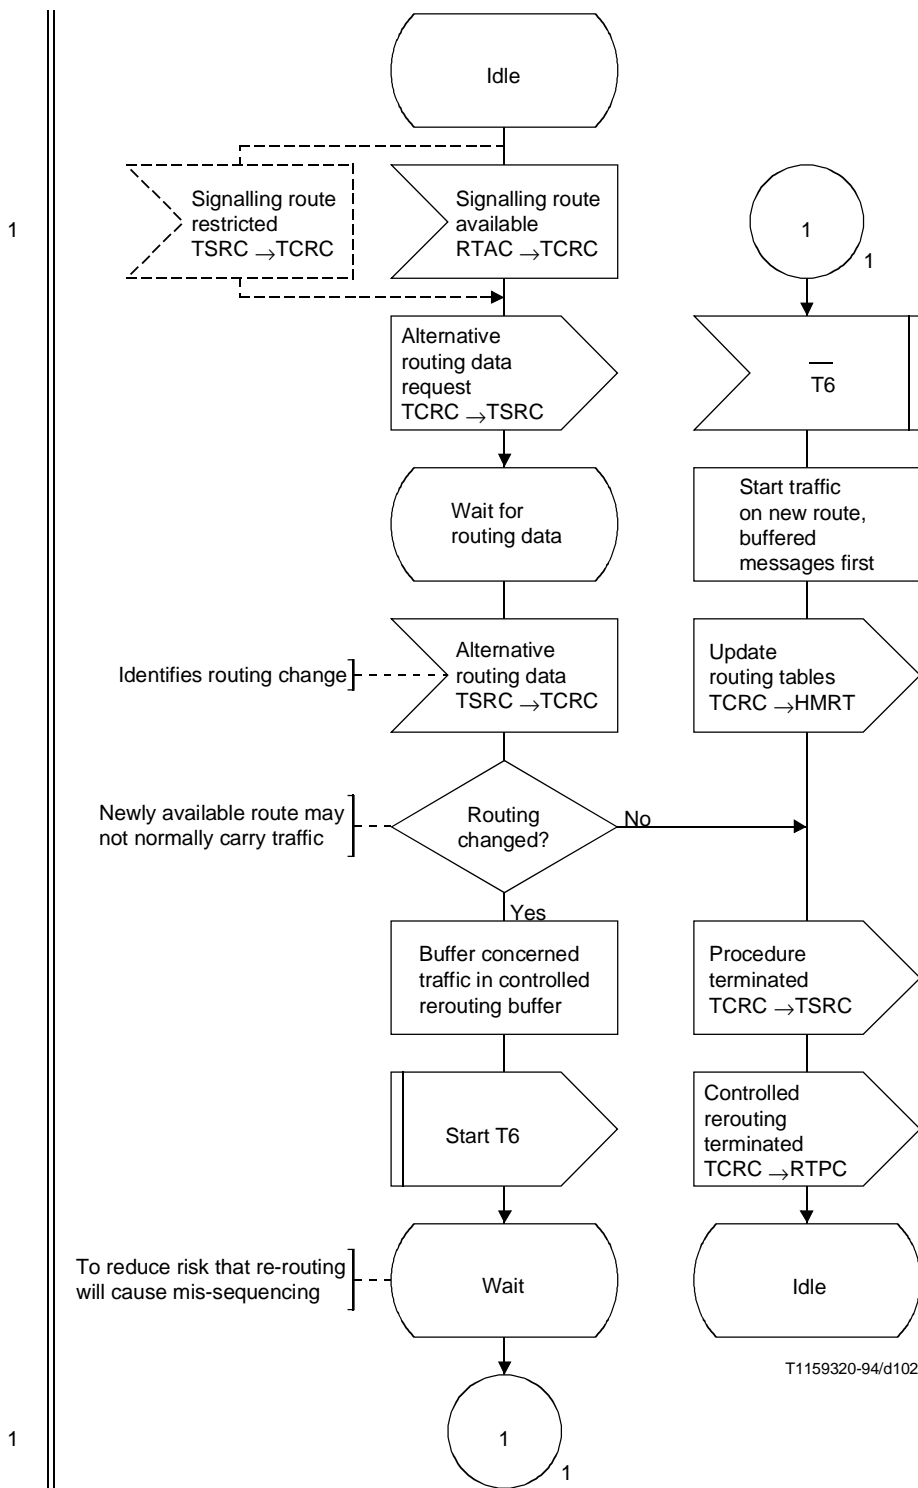 Idle
Signalling route
restricted
TSRC → TCRC
Signalling route
available
RTAC → TCRC
1
1
1
Alternative
routing data
request
TCRC → TSRC
T6
Wait for
routing data
Start traffic
on new route,
buffered
messages first
Identifies routing change
Alternative
routing data
TSRC → TCRC
Update
routing tables
TCRC → HMRT
Newly available route may
not normally carry traffic
Routing
changed?
No
Yes
Buffer concerned
traffic in controlled
rerouting buffer
Procedure
terminated
TCRC → TSRC
Start T6
Controlled
rerouting
terminated
TCRC → RTPC
To reduce risk that re-routing
will cause mis-sequencing
Wait
Idle
T1159320-94/d102
1
1
1